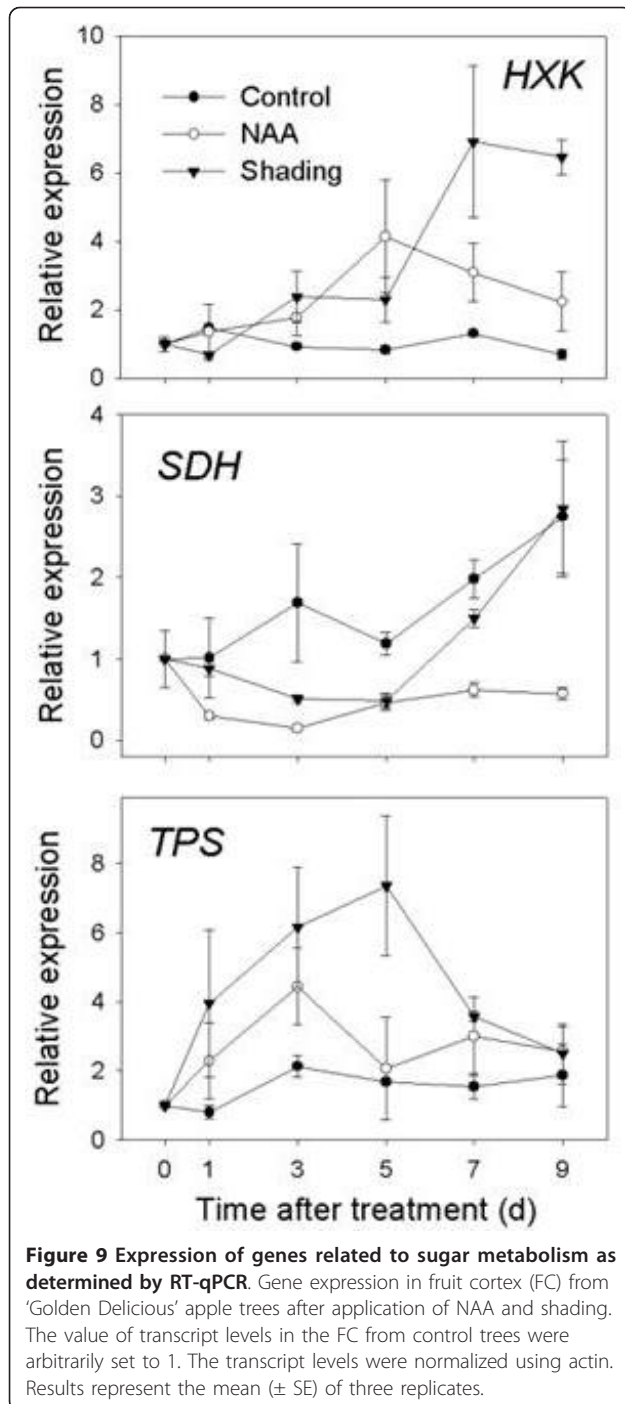 10
HXK
Control
8
NAA
Shading
6
4
2
0
Relative expression
4
SDH
3
2
1
0
Relative expression
TPS
8
6
4
2
0
Relative expression
0 1 3 5 7 9
Time after treatment (d)
Figure 9 Expression of genes related to sugar metabolism as
determined by RT-qPCR. Gene expression in fruit cortex (FC) from
‘Golden Delicious’ apple trees after application of NAA and shading.
The value of transcript levels in the FC from control trees were
arbitrarily set to 1. The transcript levels were normalized using actin.
Results represent the mean (± SE) of three replicates.